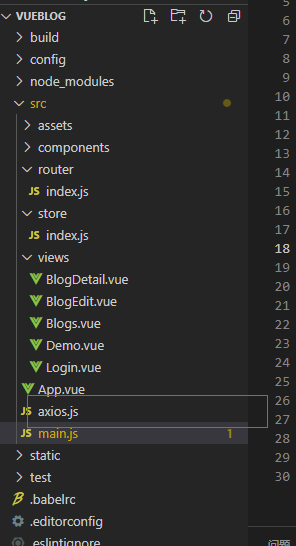 VUEBLOG
build
config
node_modules
src
assets
components
router
JS index.js
store
JS index.js
views
BlogDetail.vue
BlogEdit.vue
Blogs.vue
Demo.vue
Login.vue
App.vue
JS axios.js
JS main.js 1
static
test
.babelrc
.editorconfig
.eslintignore
6
7
8
9
10
11
12
13
14
15
16
17
18
19
20
21
22
23
24
25
26
27
28
29
30
问题